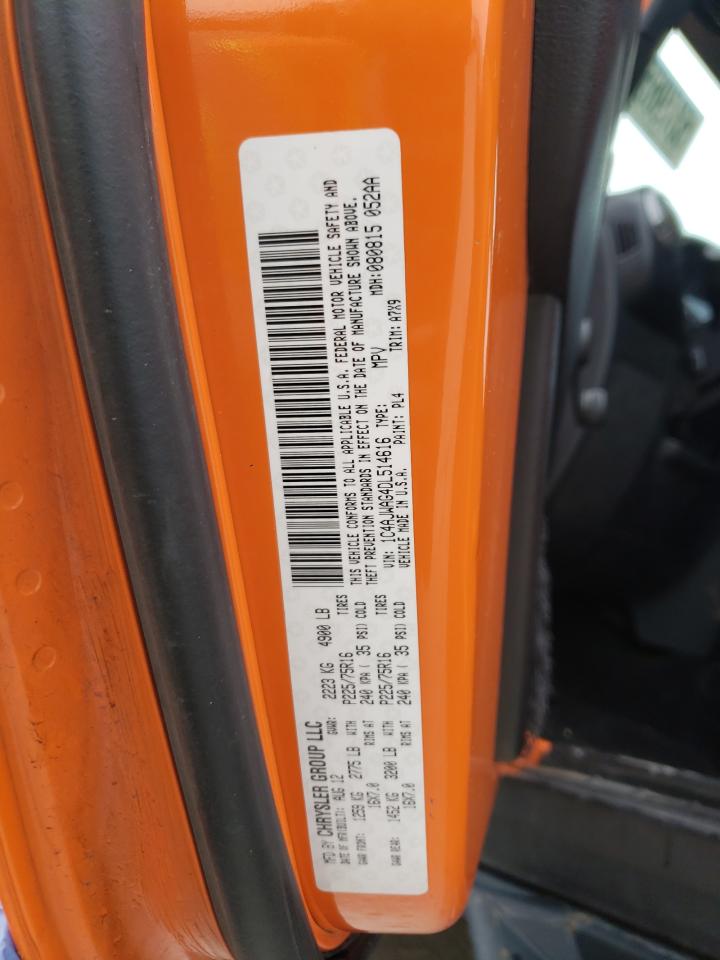 MFD BY CHRYSLER GROUP LLC
DATE OF MFR(BUILT): AUG 12 GVWR: 2223 KG 4900 LB
GAWR FRONT: 1259 KG 2775 LB WITH P225/75R16 TIRES
16X7.0 RIMS AT 240 KPA ( 35 PSI) COLD
GAWR REAR: 1452 KG 3200 LB WITH P225/75R16 TIRES
16X7.0 RIMS AT 240 KPA ( 35 PSI) COLD
THIS VEHICLE CONFORMS TO ALL APPLICABLE U.S.A. FEDERAL MOTOR VEHICLE SAFETY AND
THEFT PREVENTION STANDARDS IN EFFECT ON THE DATE OF MANUFACTURE SHOWN ABOVE.
VIN: 1C4AJWAG4DL514616 TYPE: MPV MDH:080815 052AA
VEHICLE MADE IN U.S.A. PAINT: PL4 TRIM: A7X9